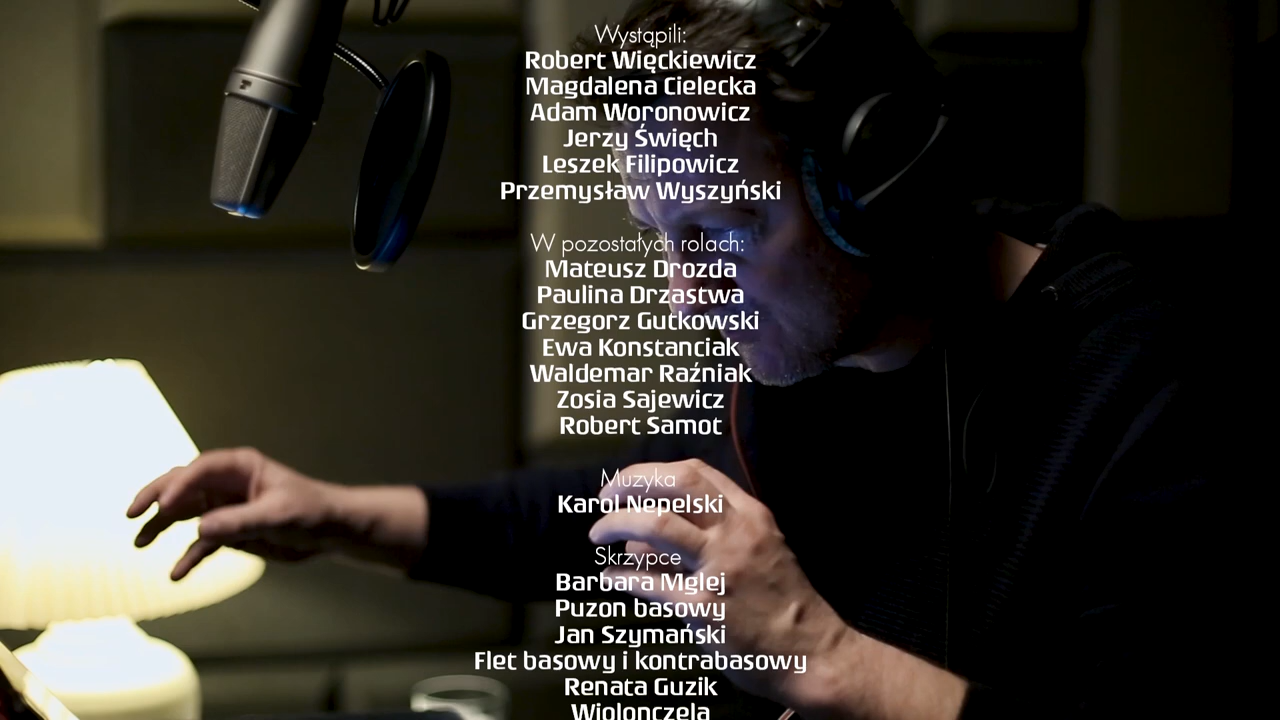 Wystąpili:
Robert Więckiewicz
Magdalena Cielecka
Adam Woronowicz
Jerzy Święch
Leszek Filipowicz
Przemysław Wyszyński
W pozostałych rolach:
Mateusz Drozda
Paulina Drzastwa
Grzegorz Gutkowski
Ewa Konstanciak
Waldemar Raźniak
Zosia Sajewicz
Robert Samot
Muzyka
Karol Nepelski
Skrzypce
Barbara Mglej
Puzon basowy
Jan Szymański
Flet basowy i kontrabasowy
Renata Guzik
Wiolonczela